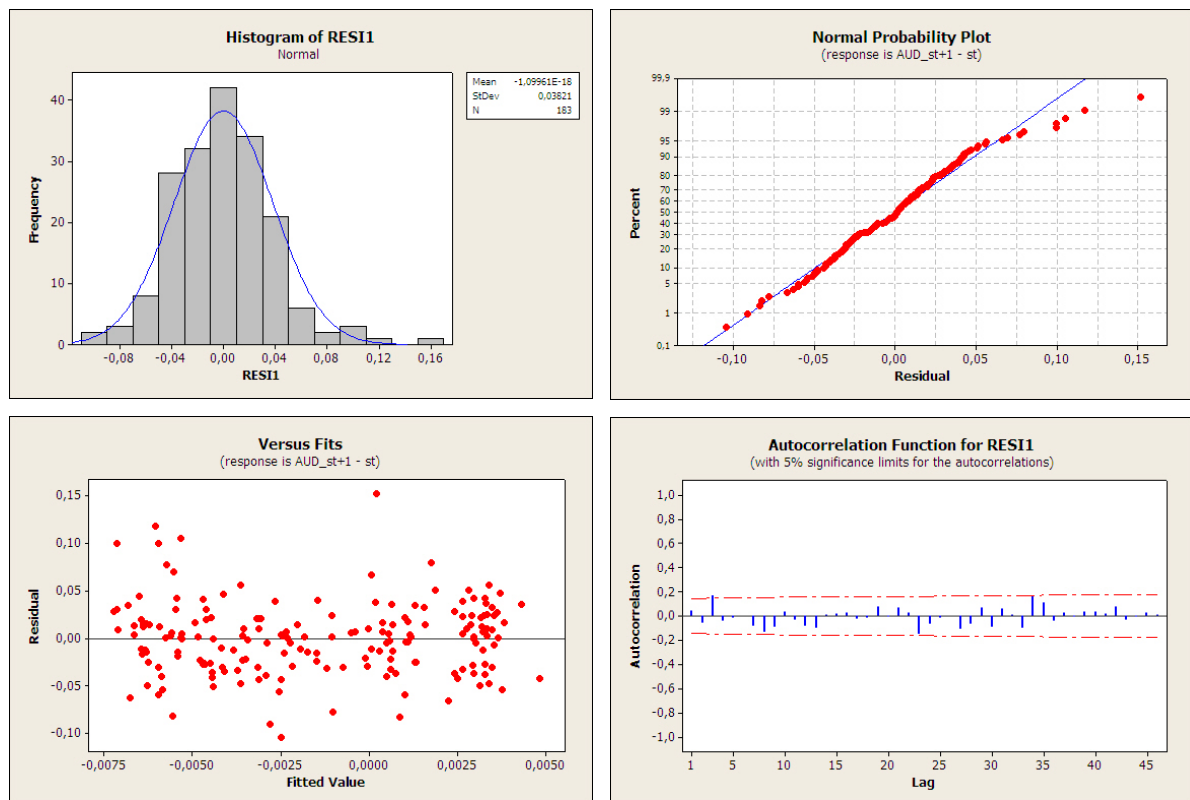 Histogram of RESI1
Normal
Mean -1,09961E-18
StDev 0,03821
N 183
40
30
20
10
0
Frequency
-0,08 -0,04 0,00 0,04 0,08 0,12 0,16
RESI1
Normal Probability Plot
(response is AUD_st+1 - st)
99,9
99
95
90
80
70
60
50
40
30
20
10
5
1
0,1
Percent
-0,10 -0,05 0,00 0,05 0,10 0,15
Residual
Versus Fits
(response is AUD_st+1 - st)
0,15
0,10
0,05
0,00
-0,05
-0,10
Residual
-0,0075 -0,0050 -0,0025 0,0000 0,0025 0,0050
Fitted Value
Autocorrelation Function for RESI1
(with 5% significance limits for the autocorrelations)
1,0
0,8
0,6
0,4
0,2
0,0
-0,2
-0,4
-0,6
-0,8
-1,0
Autocorrelation
1 5 10 15 20 25 30 35 40 45
Lag